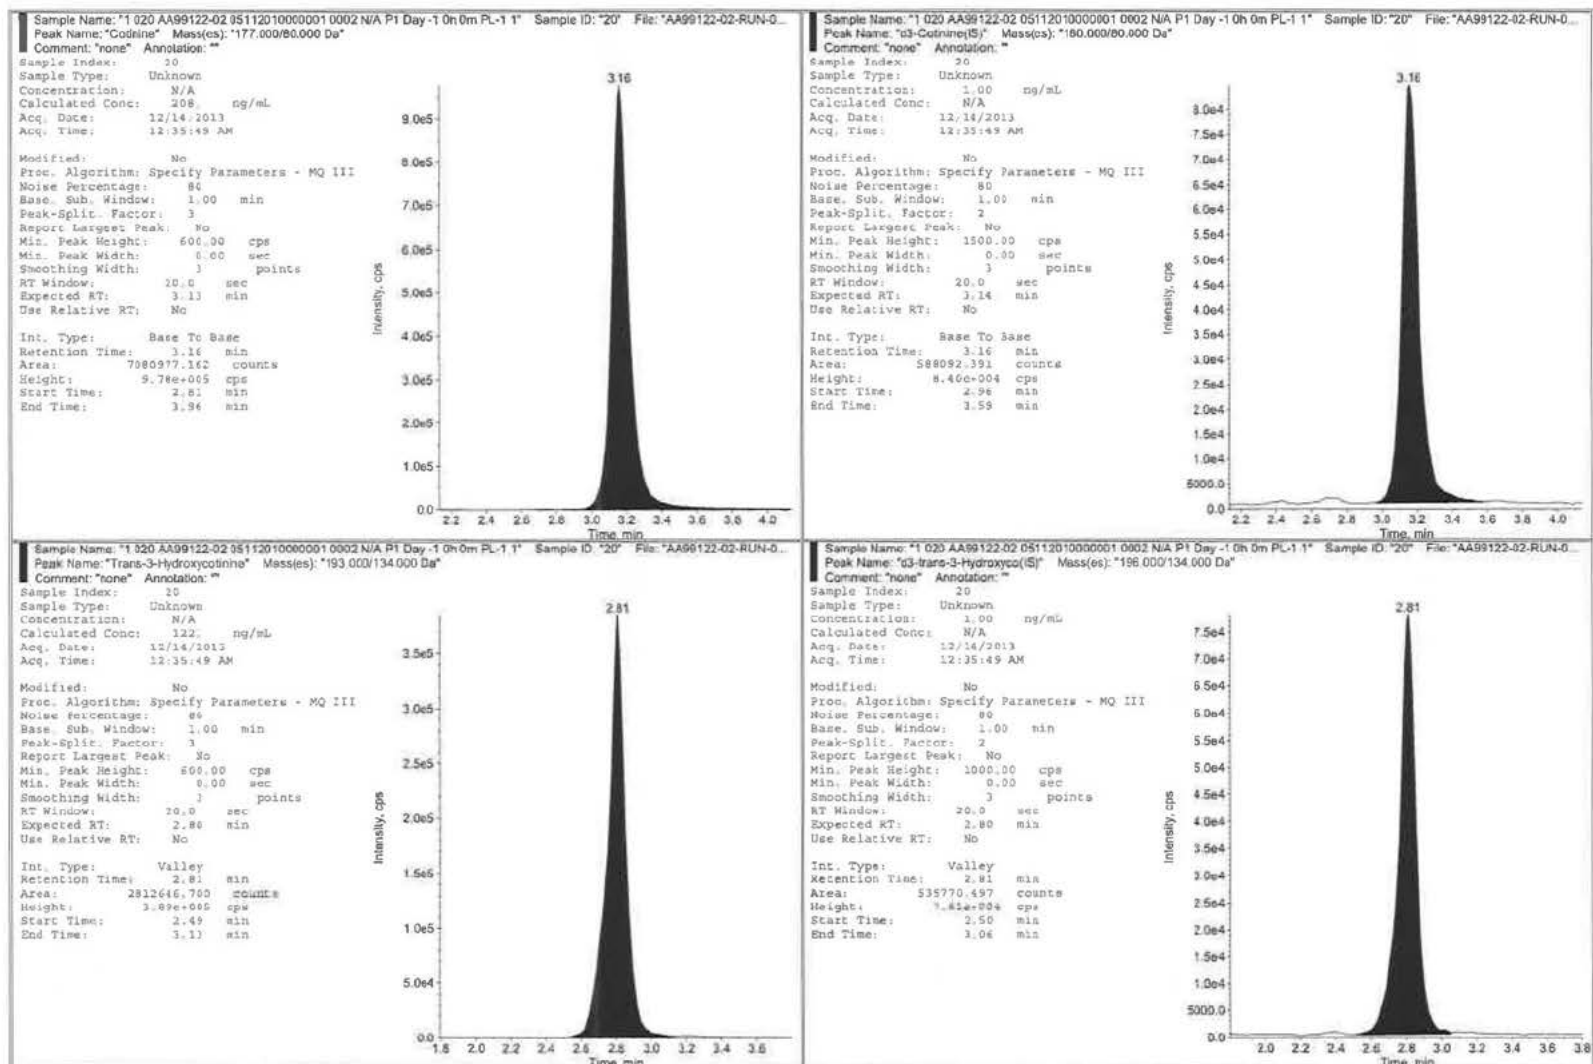 Sample Name: "1 020 AA99122-02 05112010000001 0002 N/A P1 Day -1 0h 0m PL-1 1" Sample ID: "20" File: "AA99122-02-RUN-0...
Peak Name: "Cotinine" Mass(es): "177.000/80.000 Da"
Comment: "none" Annotation: ""
Sample Index: 20
Sample Type: Unknown
Concentration: N/A
Calculated Conc: 208. ng/mL
Acq. Date: 12/14/2013
Acq. Time: 12:35:49 AM
Modified: No
Proc. Algorithm: Specify Parameters - MQ III
Noise Percentage: 80
Base. Sub. Window: 1.00 min
Peak-Split. Factor: 3
Report Largest Peak: No
Min. Peak Height: 600.00 cps
Min. Peak Width: 0.00 sec
Smoothing Width: 3 points
RT Window: 20.0 sec
Expected RT: 3.13 min
Use Relative RT: No
Int. Type: Base To Base
Retention Time: 3.16 min
Area: 7080977.162 counts
Height: 9.78e+005 cps
Start Time: 2.81 min
End Time: 3.96 min
3.16
9.0e5
8.0e5
7.0e5
6.0e5
5.0e5
4.0e5
3.0e5
2.0e5
1.0e5
0.0
Intensity, cps
2.2 2.4 2.6 2.8 3.0 3.2 3.4 3.6 3.8 4.0
Time, min
Sample Name: "1 020 AA99122-02 05112010000001 0002 N/A P1 Day -1 0h 0m PL-1 1" Sample ID: "20" File: "AA99122-02-RUN-0...
Peak Name: "d3-Cotinine(IS)" Mass(es): "180.000/80.000 Da"
Comment: "none" Annotation: ""
Sample Index: 20
Sample Type: Unknown
Concentration: 1.00 ng/mL
Calculated Conc: N/A
Acq. Date: 12/14/2013
Acq. Time: 12:35:49 AM
Modified: No
Proc. Algorithm: Specify Parameters - MQ III
Noise Percentage: 80
Base. Sub. Window: 1.00 min
Peak-Split. Factor: 2
Report Largest Peak: No
Min. Peak Height: 1500.00 cps
Min. Peak Width: 0.00 sec
Smoothing Width: 3 points
RT Window: 20.0 sec
Expected RT: 3.14 min
Use Relative RT: No
Int. Type: Base To Base
Retention Time: 3.16 min
Area: 588092.391 counts
Height: 8.40e+004 cps
Start Time: 2.96 min
End Time: 3.59 min
3.16
8.0e4
7.5e4
7.0e4
6.5e4
6.0e4
5.5e4
5.0e4
4.5e4
4.0e4
3.5e4
3.0e4
2.5e4
2.0e4
1.5e4
1.0e4
5000.0
0.0
Intensity, cps
2.2 2.4 2.6 2.8 3.0 3.2 3.4 3.6 3.8 4.0
Time, min
Sample Name: "1 020 AA99122-02 05112010000001 0002 N/A P1 Day -1 0h 0m PL-1 1" Sample ID: "20" File: "AA99122-02-RUN-0...
Peak Name: "Trans-3-Hydroxycotinine" Mass(es): "193.000/134.000 Da"
Comment: "none" Annotation: ""
Sample Index: 20
Sample Type: Unknown
Concentration: N/A
Calculated Conc: 122. ng/mL
Acq. Date: 12/14/2013
Acq. Time: 12:35:49 AM
Modified: No
Proc. Algorithm: Specify Parameters - MQ III
Noise Percentage: 80
Base. Sub. Window: 1.00 min
Peak-Split. Factor: 3
Report Largest Peak: No
Min. Peak Height: 600.00 cps
Min. Peak Width: 0.00 sec
Smoothing Width: 3 points
RT Window: 20.0 sec
Expected RT: 2.80 min
Use Relative RT: No
Int. Type: Valley
Retention Time: 2.81 min
Area: 2812646.700 counts
Height: cps
Start Time: 2.49 min
End Time: 3.13 min
2.81
3.5e5
3.0e5
2.5e5
2.0e5
1.5e5
1.0e5
5.0e4
0.0
Intensity, cps
1.8 2.0 2.2 2.4 2.6 2.8 3.0 3.2 3.4 3.6
Time, min
Sample Name: "1 020 AA99122-02 05112010000001 0002 N/A P1 Day -1 0h 0m PL-1 1" Sample ID: "20" File: "AA99122-02-RUN-0...
Peak Name: "d3-trans-3-Hydroxyco(IS)" Mass(es): "196.000/134.000 Da"
Comment: "none" Annotation: ""
Sample Index: 20
Sample Type: Unknown
Concentration: 1.00 ng/mL
Calculated Conc: N/A
Acq. Date: 12/14/2013
Acq. Time: 12:35:49 AM
Modified: No
Proc. Algorithm: Specify Parameters - MQ III
Noise Percentage: 80
Base. Sub. Window: 1.00 min
Peak-Split. Factor: 2
Report Largest Peak: No
Min. Peak Height: 1000.00 cps
Min. Peak Width: 0.00 sec
Smoothing Width: 3 points
RT Window: 20.0 sec
Expected RT: 2.80 min
Use Relative RT: No
Int. Type: Valley
Retention Time: 2.81 min
Area: 535770.497 counts
Height: cps
Start Time: 2.50 min
End Time: 3.06 min
2.81
7.5e4
7.0e4
6.5e4
6.0e4
5.5e4
5.0e4
4.5e4
4.0e4
3.5e4
3.0e4
2.5e4
2.0e4
1.5e4
1.0e4
5000.0
0.0
Intensity, cps
2.0 2.2 2.4 2.6 2.8 3.0 3.2 3.4 3.6 3.8
Time, min